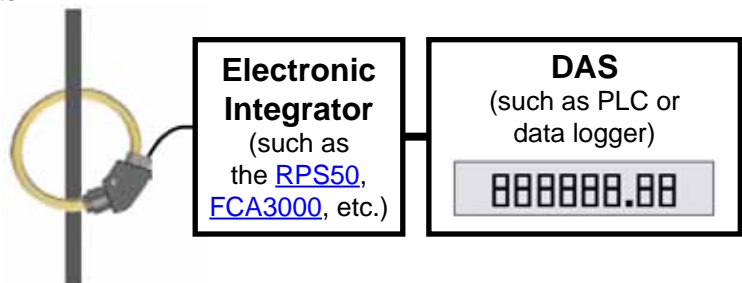 Electronic
Integrator
(such as
the RPS50,
FCA3000, etc.)
DAS
(such as PLC or
data logger)
888888.88